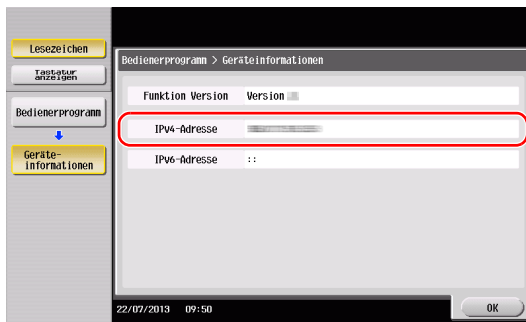 Lesezeichen
Tastatur
anzeigen
Bedienerprogramm
Geräte-
informationen
Bedienerprogramm > Geräteinformationen
Funktion Version Version
IPv4-Adresse
IPv6-Adresse ::
22/07/2013 09:50
OK